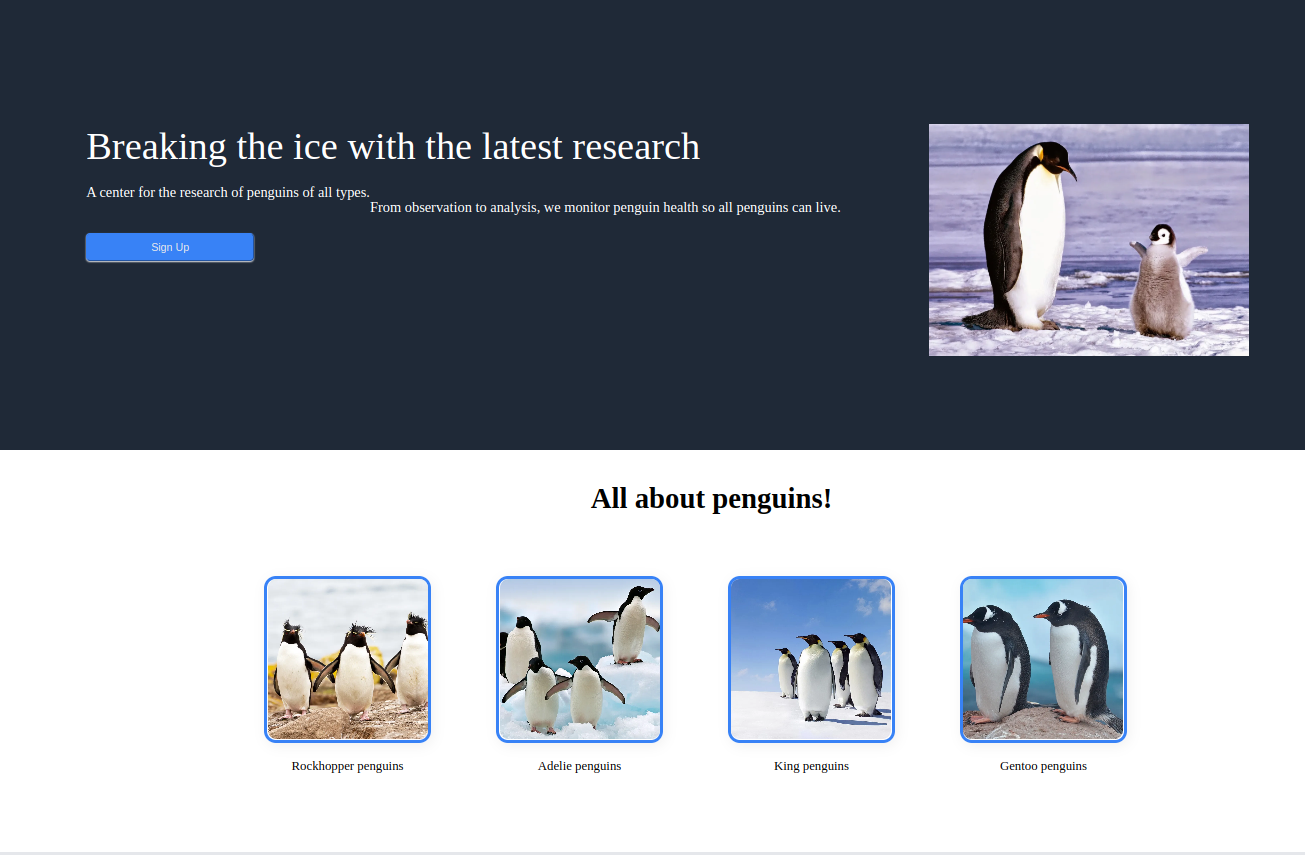 Breaking the ice with the latest research
A center for the research of penguins of all types.
From observation to analysis, we monitor penguin health so all penguins can live.
Sign Up
All about penguins!
Rockhopper penguins
Adelie penguins
King penguins
Gentoo penguins